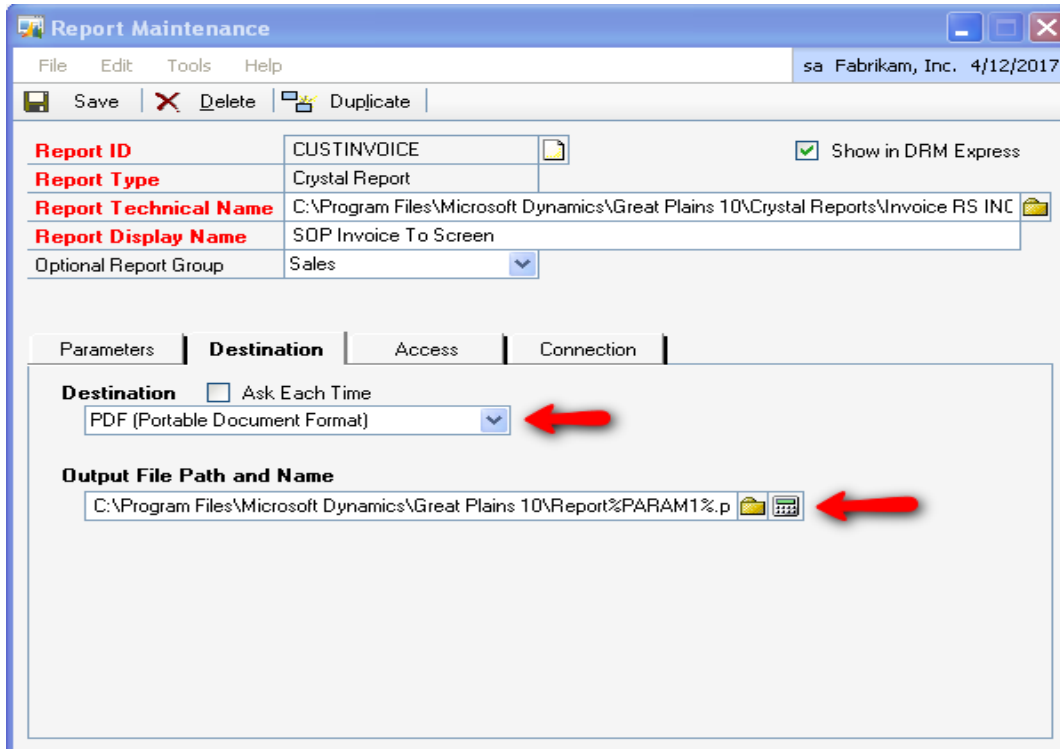 Report Maintenance
File Edit Tools Help sa Fabrikam, Inc. 4/12/2017
Save Delete Duplicate
Report ID CUSTINVOICE Show in DRM Express
Report Type Crystal Report
Report Technical Name C:\Program Files\Microsoft Dynamics\Great Plains 10\Crystal Reports\Invoice RS INC
Report Display Name SOP Invoice To Screen
Optional Report Group Sales
Parameters Destination Access Connection
Destination Ask Each Time
PDF (Portable Document Format)
Output File Path and Name
C:\Program Files\Microsoft Dynamics\Great Plains 10\Report%PARAM1%.p